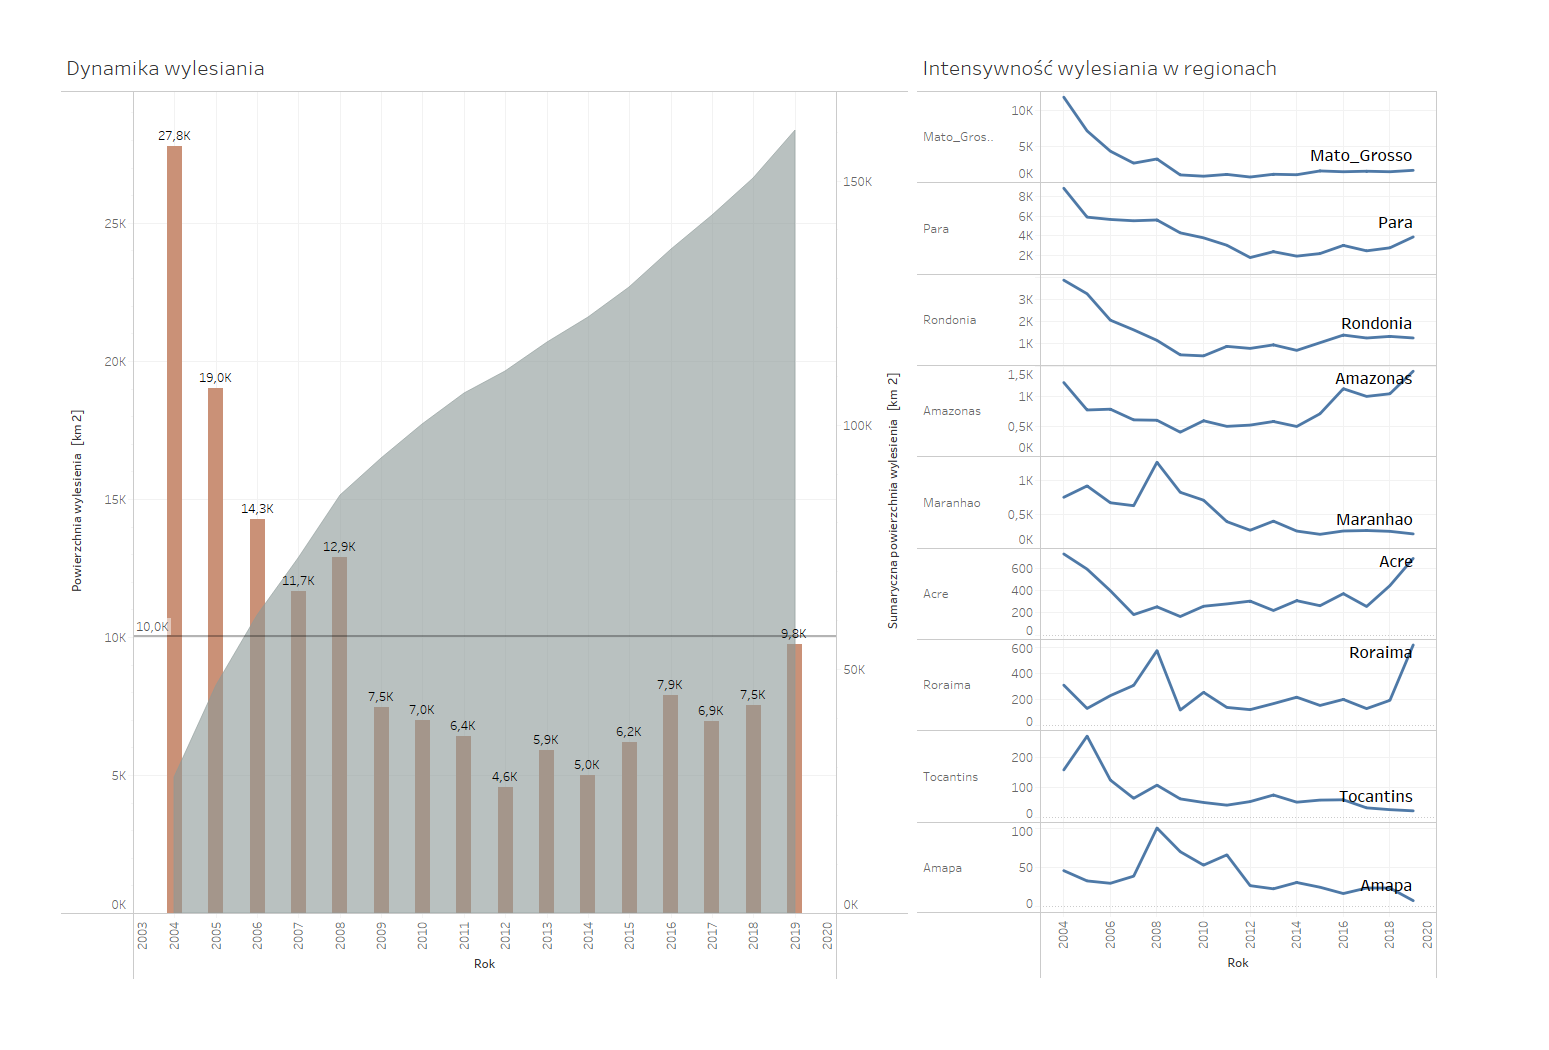 Dynamika wylesiania
Powierzchnia wylesienia [km 2]
25K
20K
15K
10K
5K
0K
10,0K
27,8K
19,0K
14,3K
11,7K
12,9K
7,5K
7,0K
6,4K
4,6K
5,9K
5,0K
6,2K
7,9K
6,9K
7,5K
9,8K
150K
100K
50K
0K
Sumaryczna powierzchnia wylesienia [km 2]
2003
2004
2005
2006
2007
2008
2009
2010
2011
2012
2013
2014
2015
2016
2017
2018
2019
2020
Rok
Intensywność wylesiania w regionach
Mato_Gros..
10K
5K
0K
Mato_Grosso
Para
8K
6K
4K
2K
Para
Rondonia
3K
2K
1K
Rondonia
Amazonas
1,5K
1K
0,5K
0K
Amazonas
Maranhao
1K
0,5K
0K
Maranhao
Acre
600
400
200
0
Acre
Roraima
600
400
200
0
Roraima
Tocantins
200
100
0
Tocantins
Amapa
100
50
0
Amapa
2004
2006
2008
2010
2012
2014
2016
2018
2020
Rok